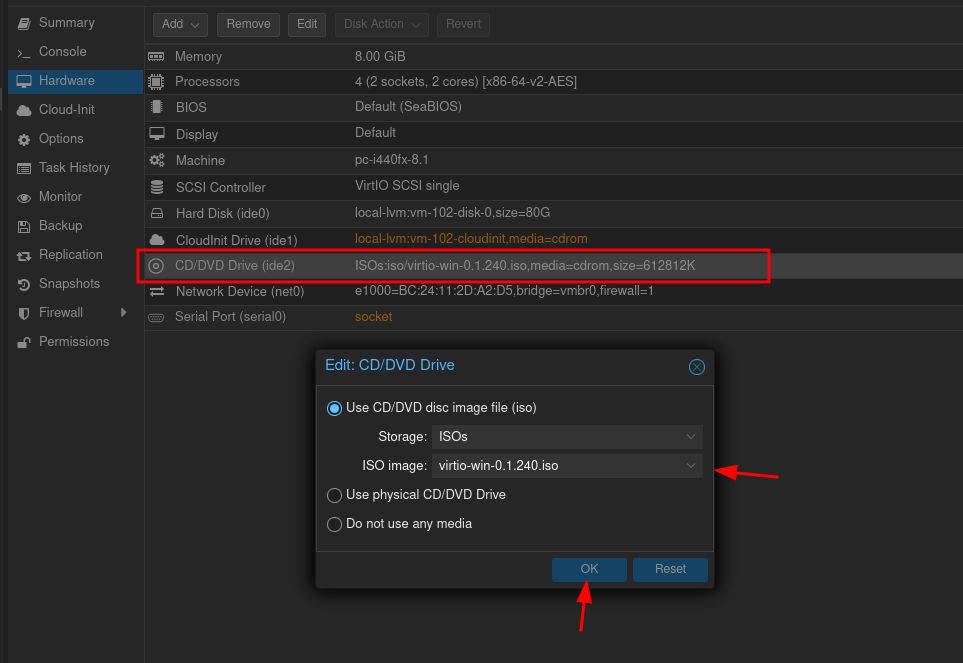 Summary
Console
Hardware
Cloud-Init
Options
Task History
Monitor
Backup
Replication
Snapshots
Firewall
Permissions
Add Remove Edit Disk Action Revert
Memory 8.00 GiB
Processors 4 (2 sockets, 2 cores) [x86-64-v2-AES]
BIOS Default (SeaBIOS)
Display Default
Machine pc-i440fx-8.1
SCSI Controller VirtIO SCSI single
Hard Disk (ide0) local-lvm:vm-102-disk-0,size=80G
CloudInit Drive (ide1) local-lvm:vm-102-cloudinit,media=cdrom
CD/DVD Drive (ide2) ISOs:iso/virtio-win-0.1.240.iso,media=cdrom,size=612812K
Network Device (net0) e1000=BC:24:11:2D:A2:D5,bridge=vmbr0,firewall=1
Serial Port (serial0) socket
Edit: CD/DVD Drive
Use CD/DVD disc image file (iso)
Storage: ISOs
ISO image: virtio-win-0.1.240.iso
Use physical CD/DVD Drive
Do not use any media
OK Reset